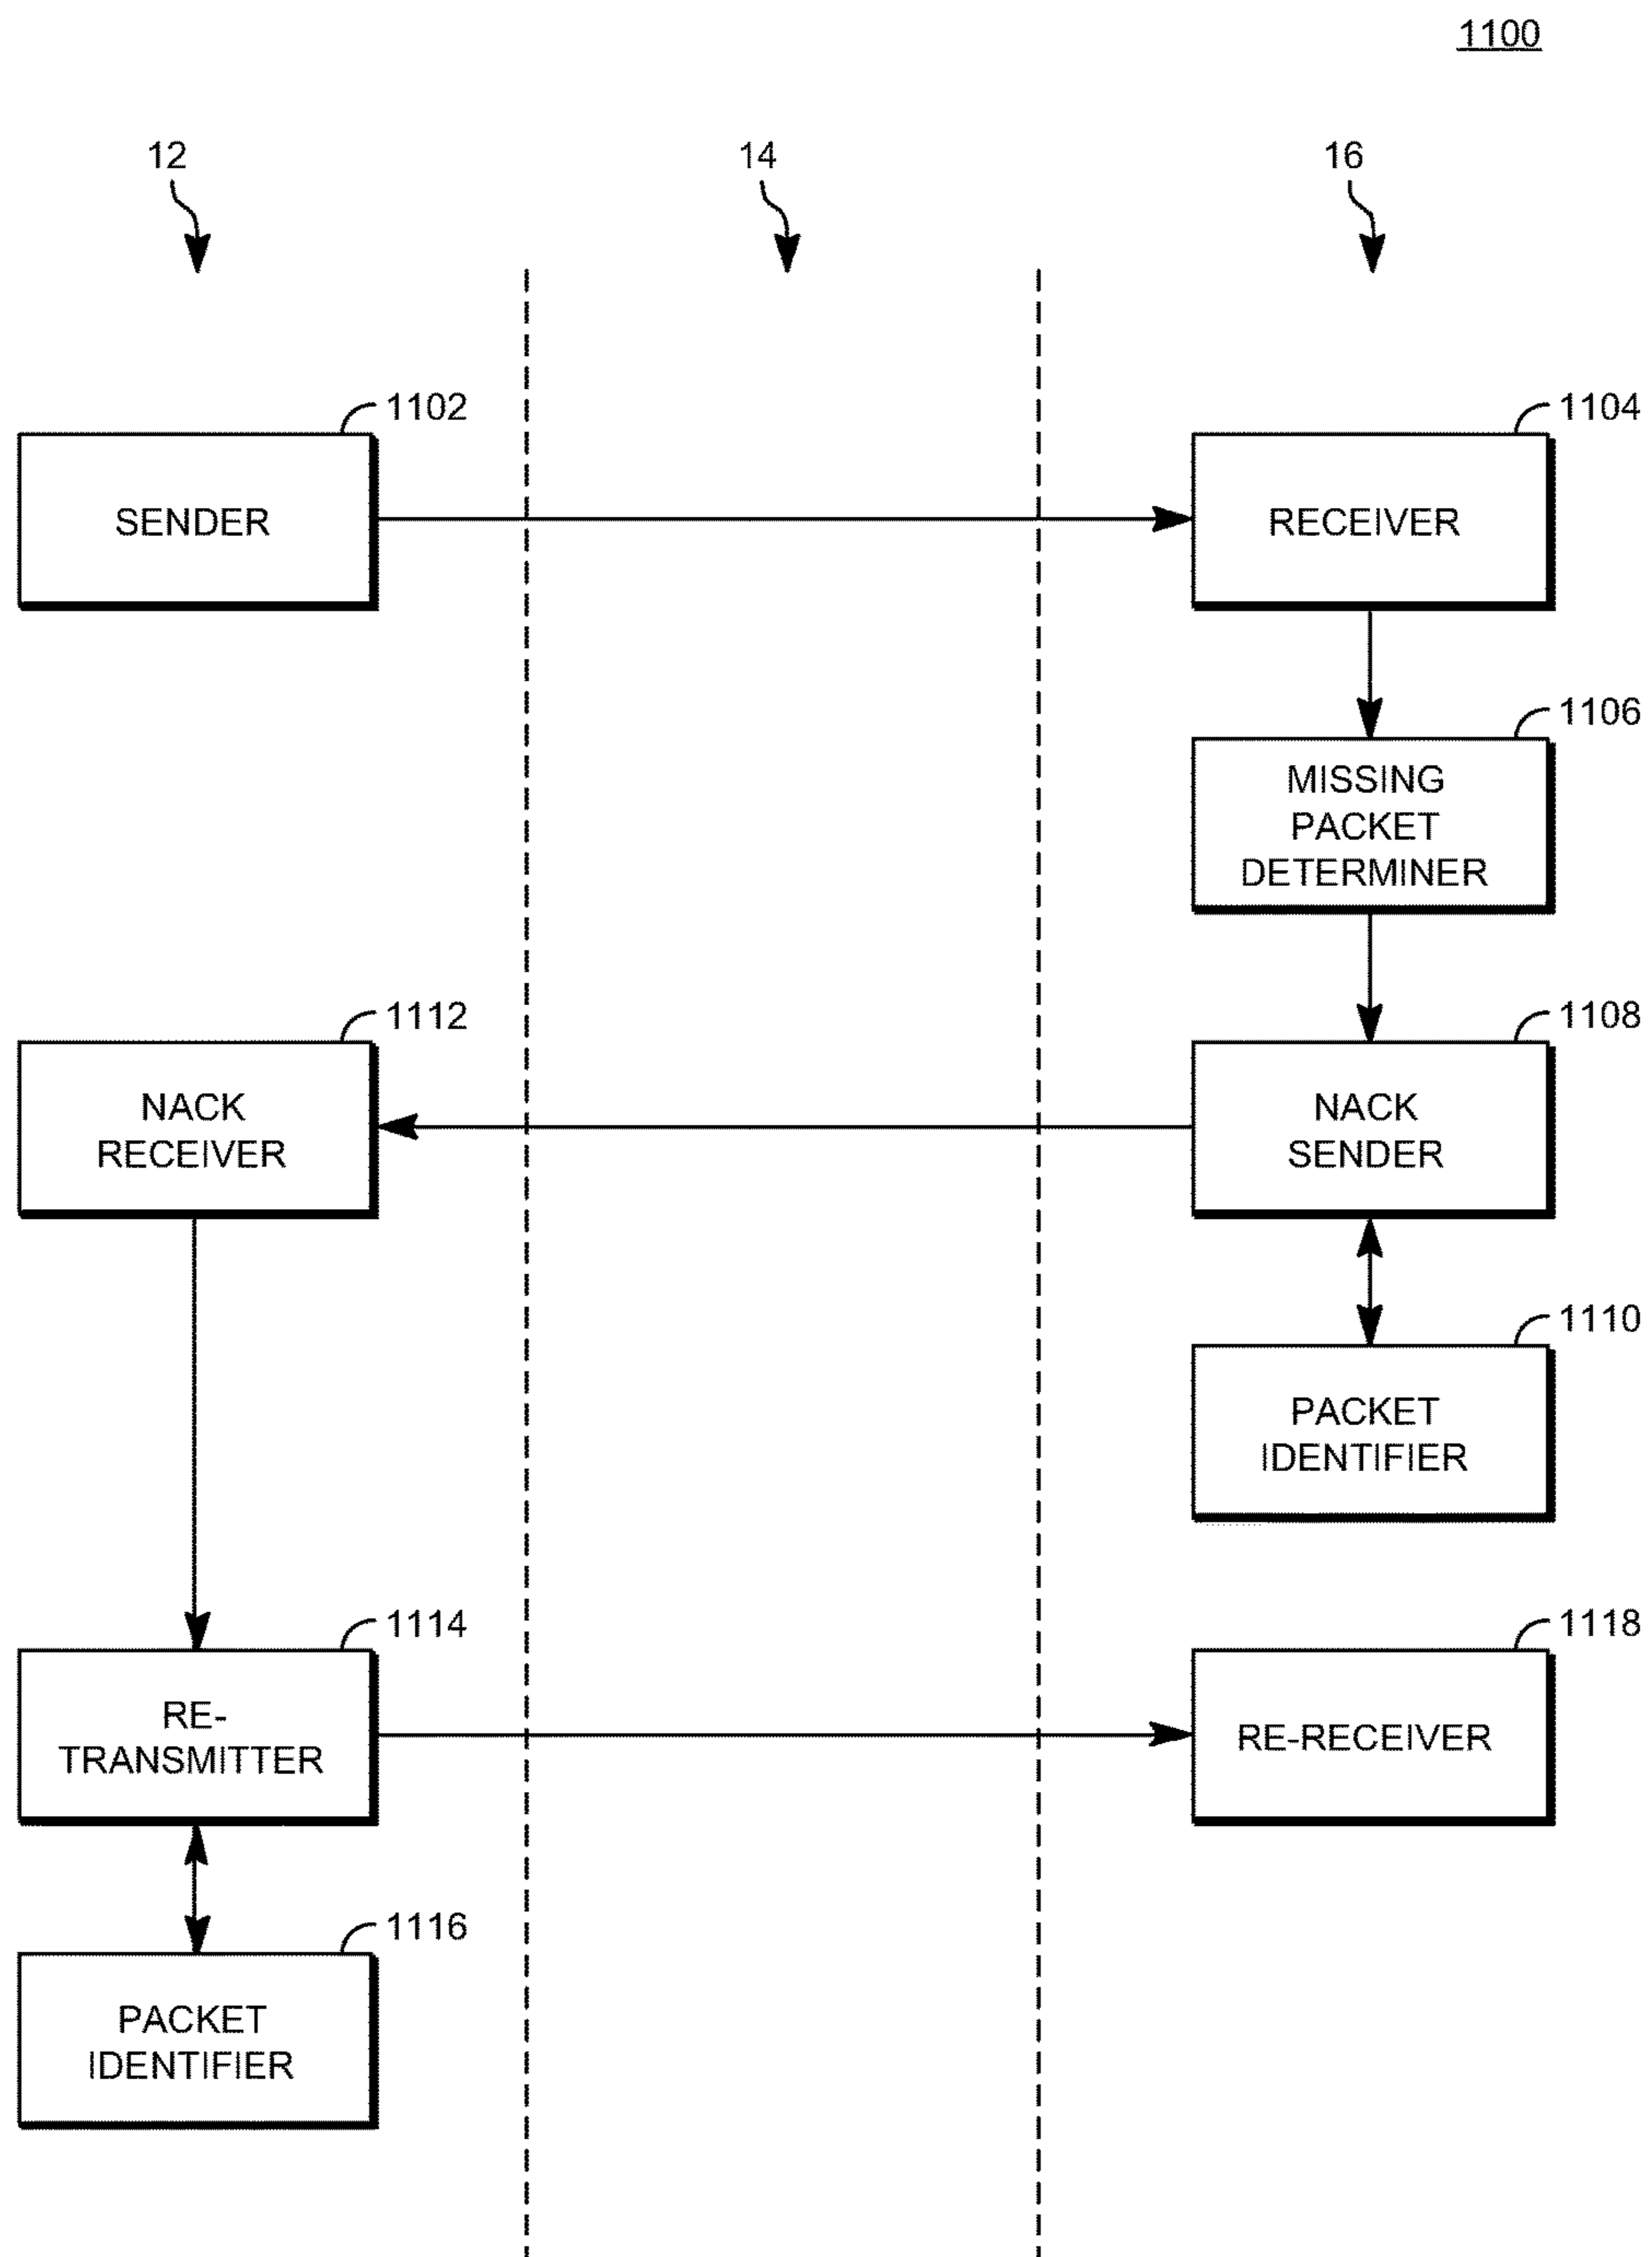 1100
12
14
16
1102
1104
SENDER
RECEIVER
1106
MISSING
PACKET
DETERMINER
1112
1108
NACK
RECEIVER
NACK
SENDER
1110
PACKET
IDENTIFIER
1114
1118
RE-
TRANSMITTER
RE-RECEIVER
1116
PACKET
IDENTIFIER